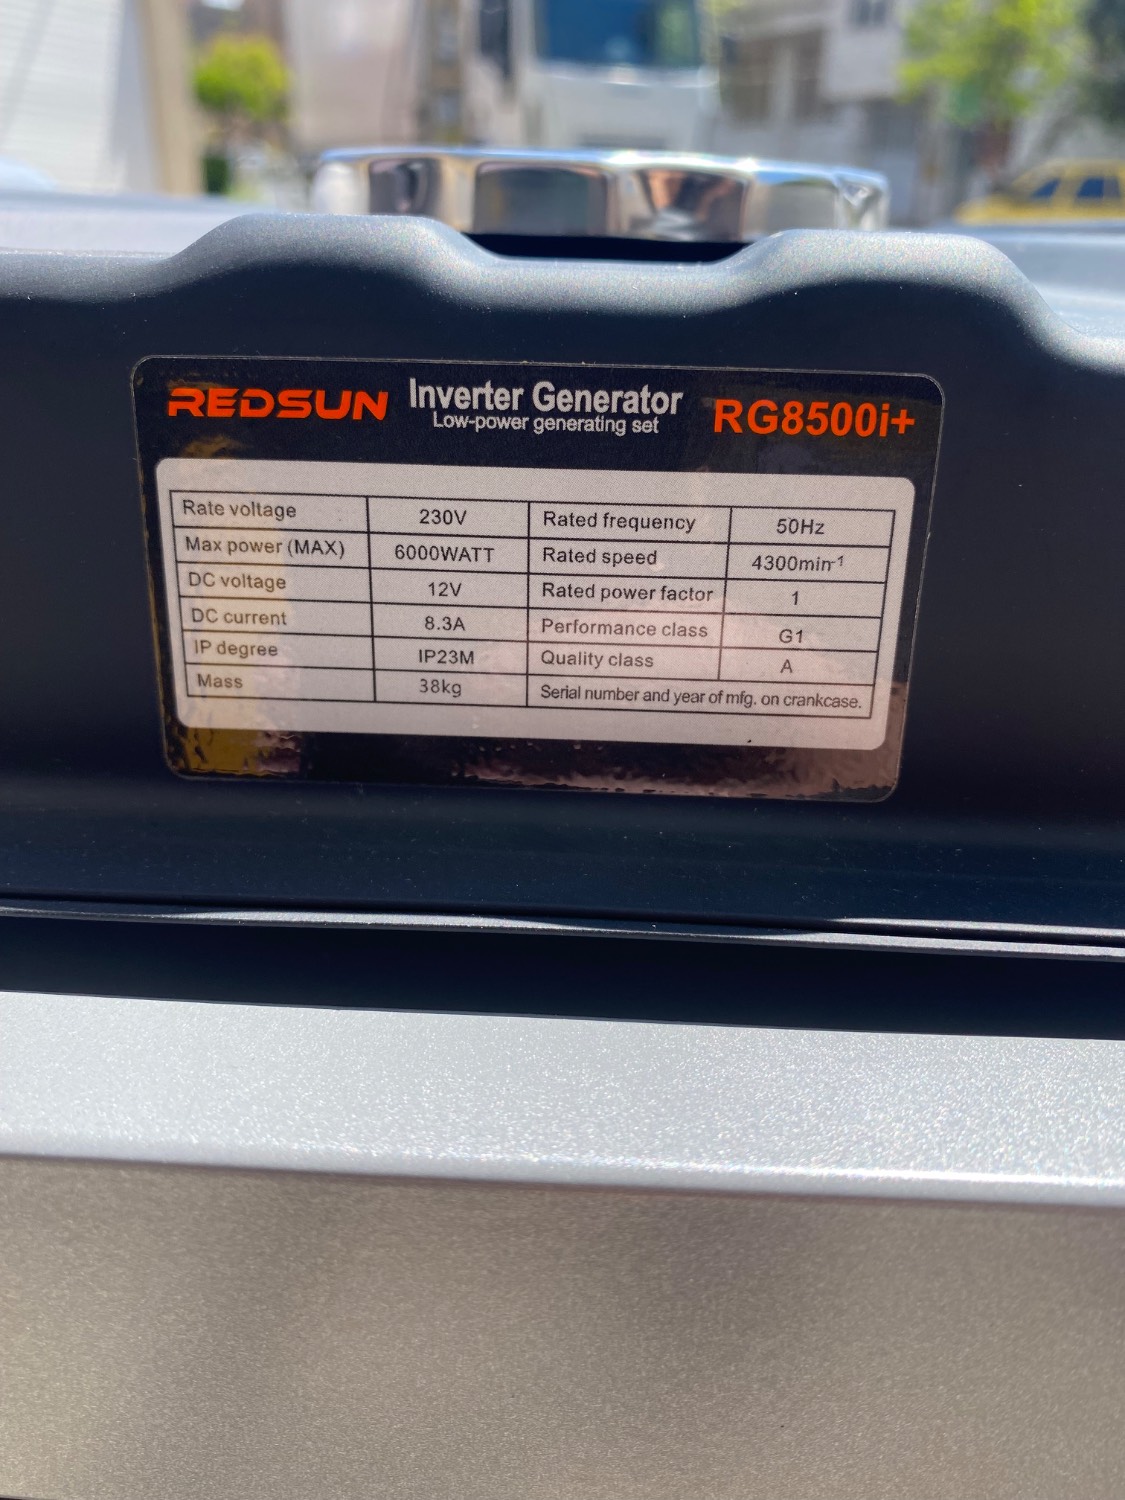 REDSUN Inverter Generator RG8500i+
Low-power generating set
Rate voltage 230V Rated frequency 50Hz
Max power (MAX) 6000WATT Rated speed 4300min-1
DC voltage 12V Rated power factor 1
DC current 8.3A Performance class G1
IP degree IP23M Quality class A
Mass 38kg Serial number and year of mfg. on crankcase.